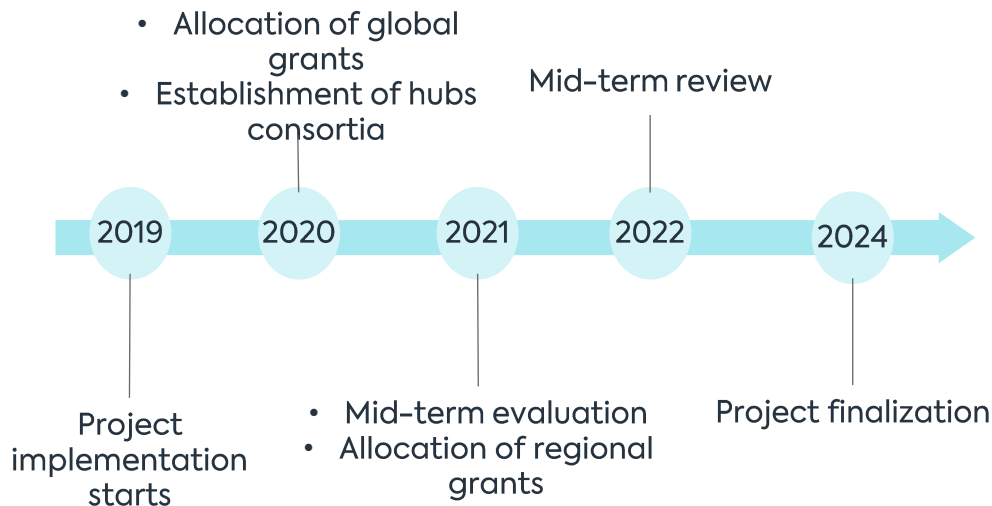 • Allocation of global
grants
• Establishment of hubs
consortia
Mid-term review
2019
2020
2021
2022
2024
Project
implementation
starts
• Mid-term evaluation
• Allocation of regional
grants
Project finalization